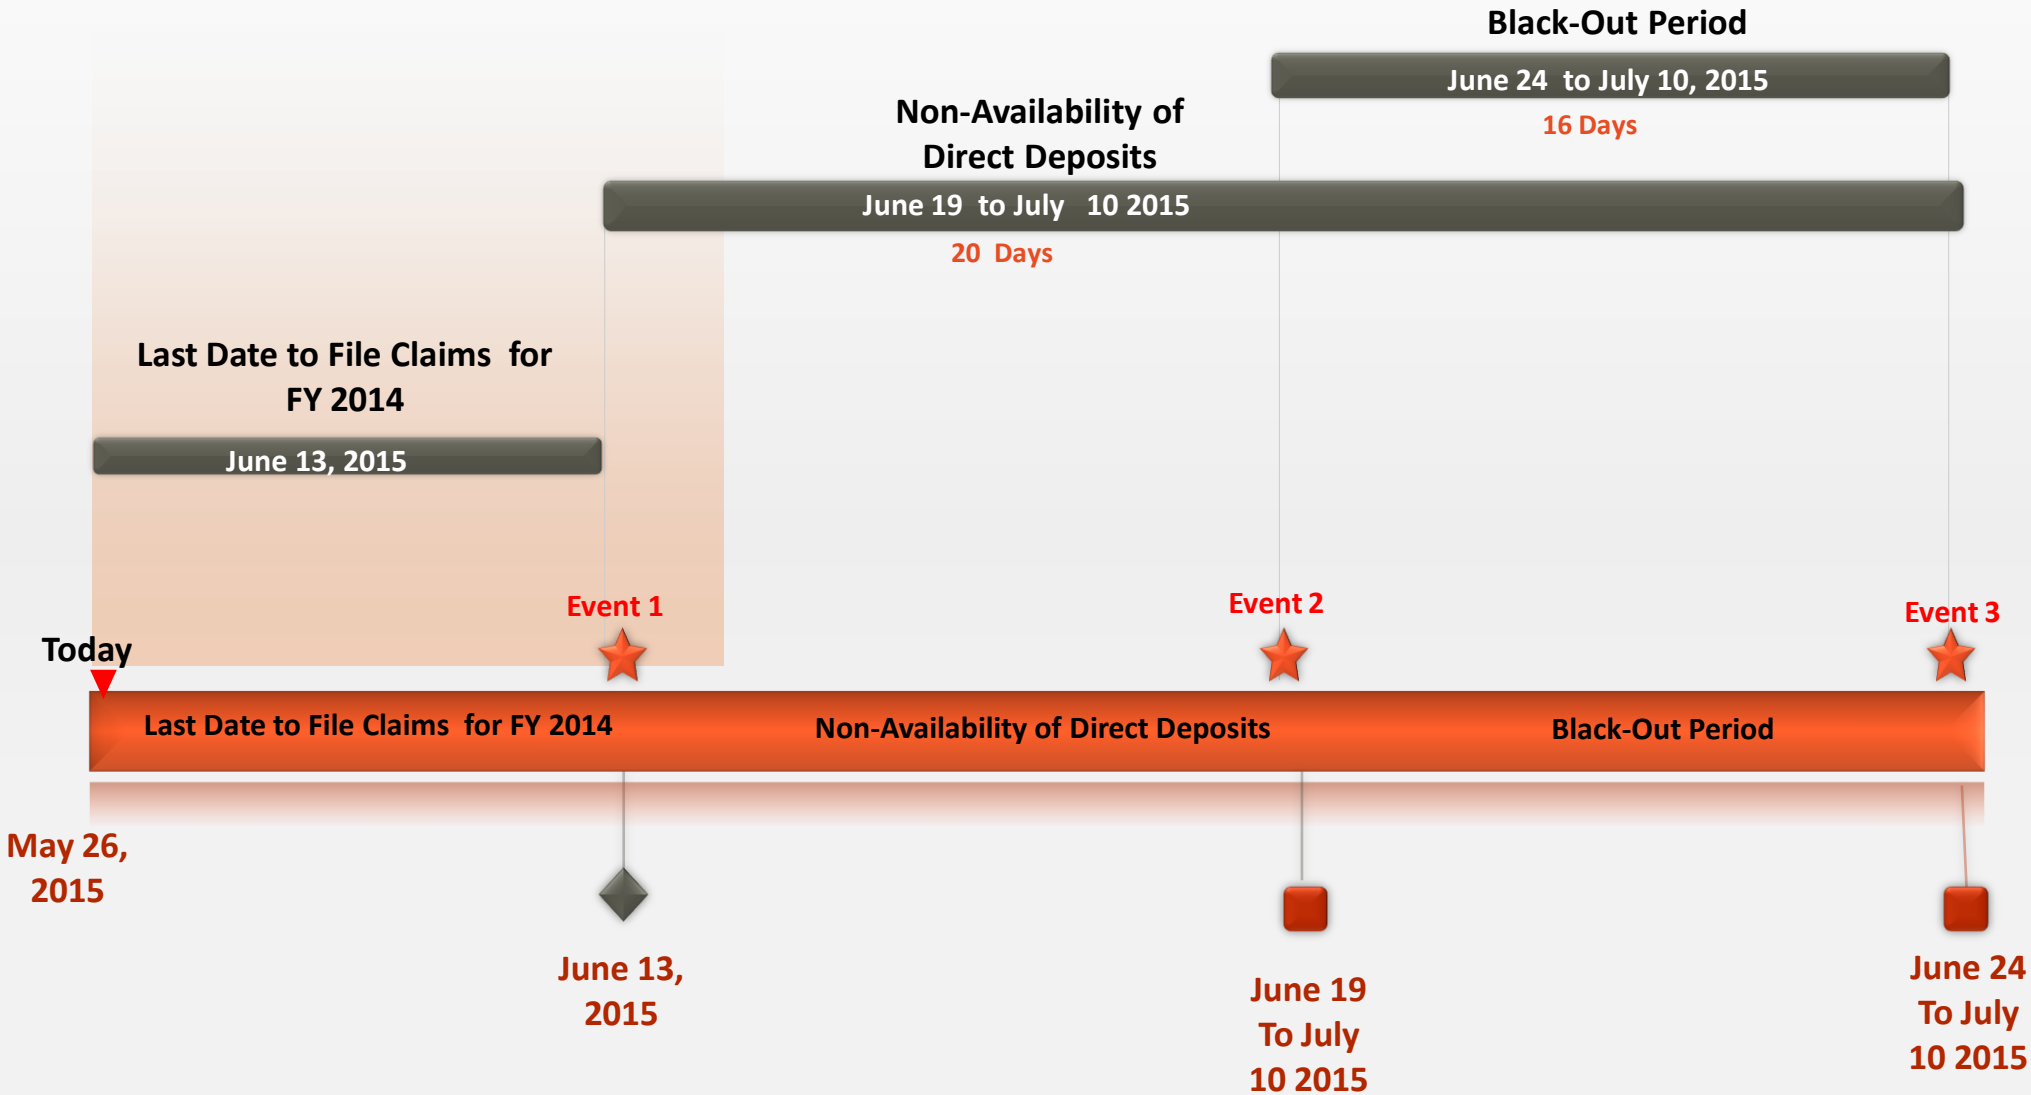 Black-Out Period
June 24 to July 10, 2015
16 Days
Non-Availability of
Direct Deposits
June 19 to July 10 2015
20 Days
Last Date to File Claims for
FY 2014
June 13, 2015
Event 1
Event 2
Event 3
Today
Last Date to File Claims for FY 2014
Non-Availability of Direct Deposits
Black-Out Period
May 26,
2015
June 13,
2015
June 19
To July
10 2015
June 24
To July
10 2015